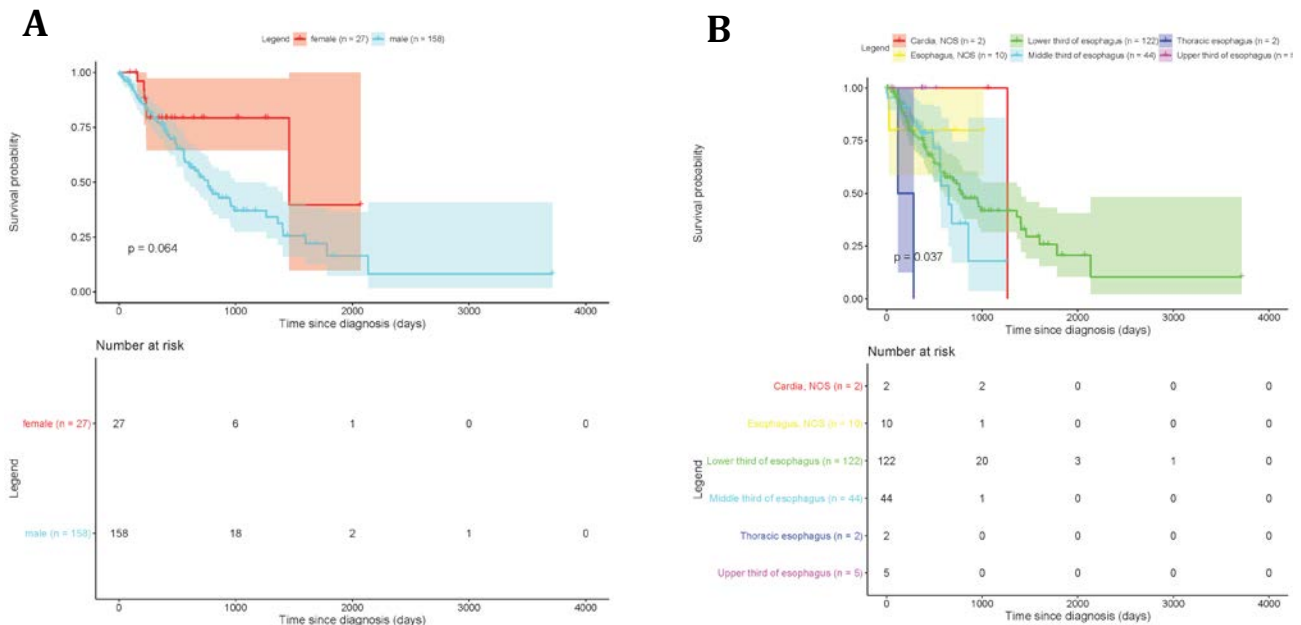 A
Legend female (n = 27) male (n = 158)
1.00
0.75
0.50
0.25
0.00
Survival probability
p = 0.064
0 1000 2000 3000 4000
Time since diagnosis (days)
Number at risk
female (n = 27) 27 6 1 0 0
male (n = 158) 158 18 2 1 0
Legend
0 1000 2000 3000 4000
Time since diagnosis (days)
B
Legend
Cardia, NOS (n = 2) Lower third of esophagus (n = 122) Thoracic esophagus (n = 2)
Esophagus, NOS (n = 10) Middle third of esophagus (n = 44) Upper third of esophagus (n =
1.00
0.75
0.50
0.25
0.00
Survival probability
p = 0.037
0 1000 2000 3000 4000
Time since diagnosis (days)
Number at risk
Cardia, NOS (n = 2) 2 2 0 0 0
Esophagus, NOS (n = 10) 10 1 0 0 0
Lower third of esophagus (n = 122) 122 20 3 1 0
Middle third of esophagus (n = 44) 44 1 0 0 0
Thoracic esophagus (n = 2) 2 0 0 0 0
Upper third of esophagus (n = 5) 5 0 0 0 0
Legend
0 1000 2000 3000 4000
Time since diagnosis (days)